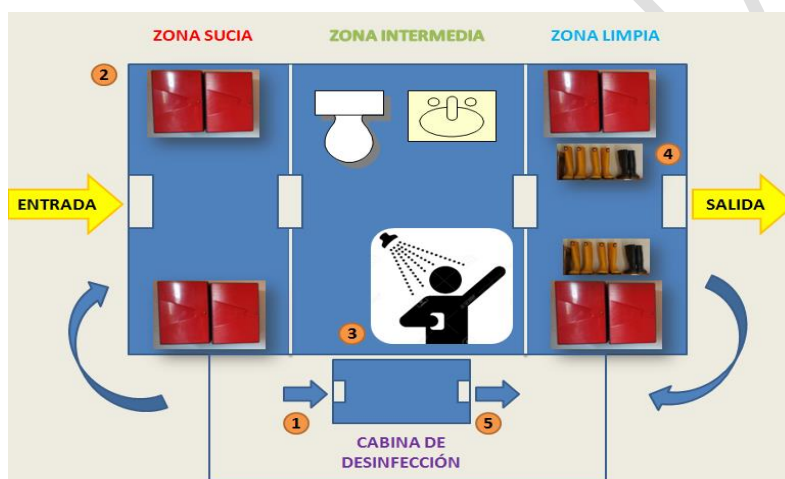 ZONA SUCIA
ZONA INTERMEDIA
ZONA LIMPIA
2
4
ENTRADA
SALIDA
3
1
5
CABINA DE
DESINFECCIÓN